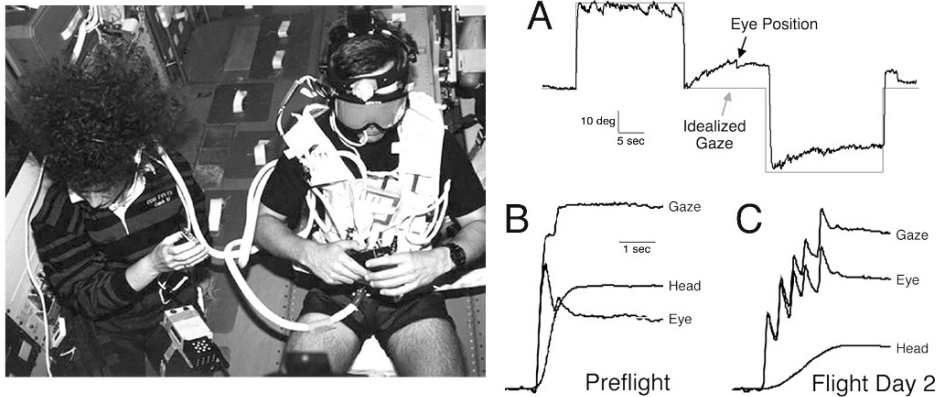 A
Eye Position
10 deg
5 sec
Idealized
Gaze
B
Gaze
1 sec
Head
Eye
Preflight
C
Gaze
Eye
Head
Flight Day 2